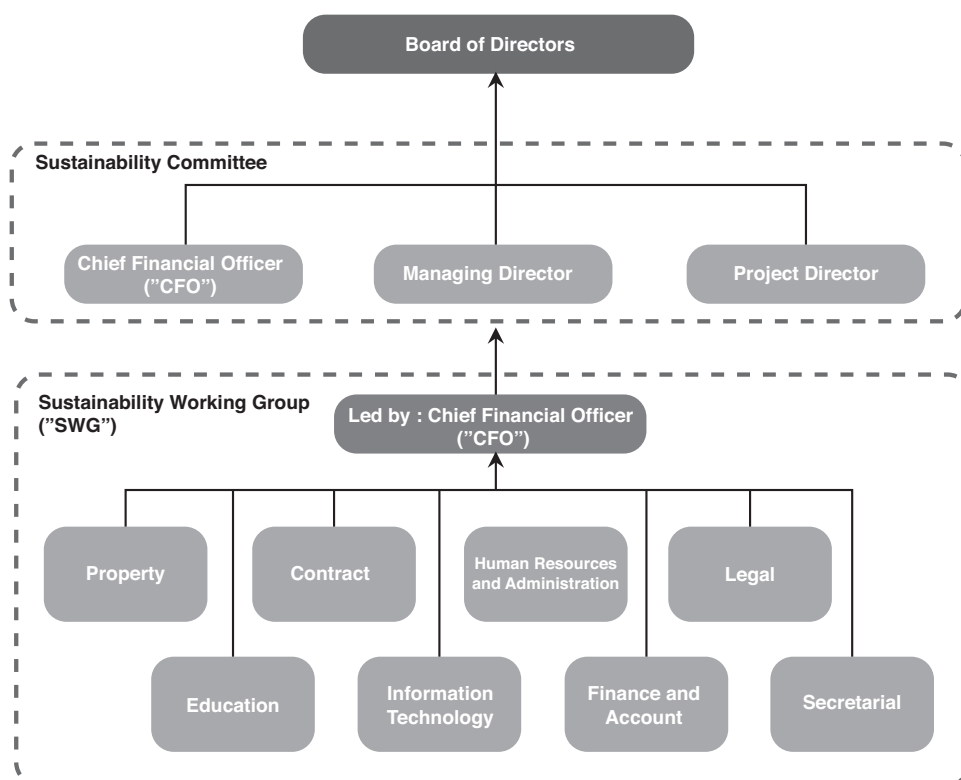 Board of Directors
Sustainability Committee
Chief Financial Officer
(”CFO”)
Managing Director
Project Director
Sustainability Working Group
(”SWG”)
Led by : Chief Financial Officer
(”CFO”)
Property
Contract
Human Resources
and Administration
Legal
Education
Information
Technology
Finance and
Account
Secretarial